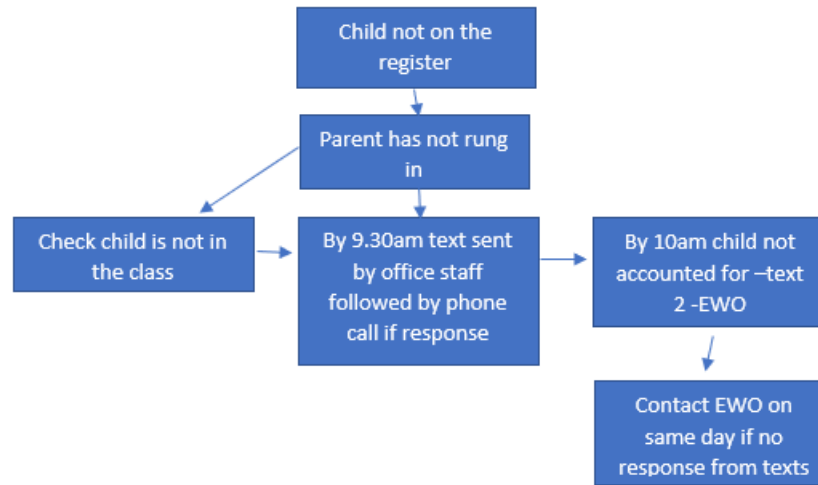 Child not on the
register
Parent has not rung
in
Check child is not in
the class
By 9.30am text sent
by office staff
followed by phone
call if response
By 10am child not
accounted for –text
2 -EWO
Contact EWO on
same day if no
response from texts